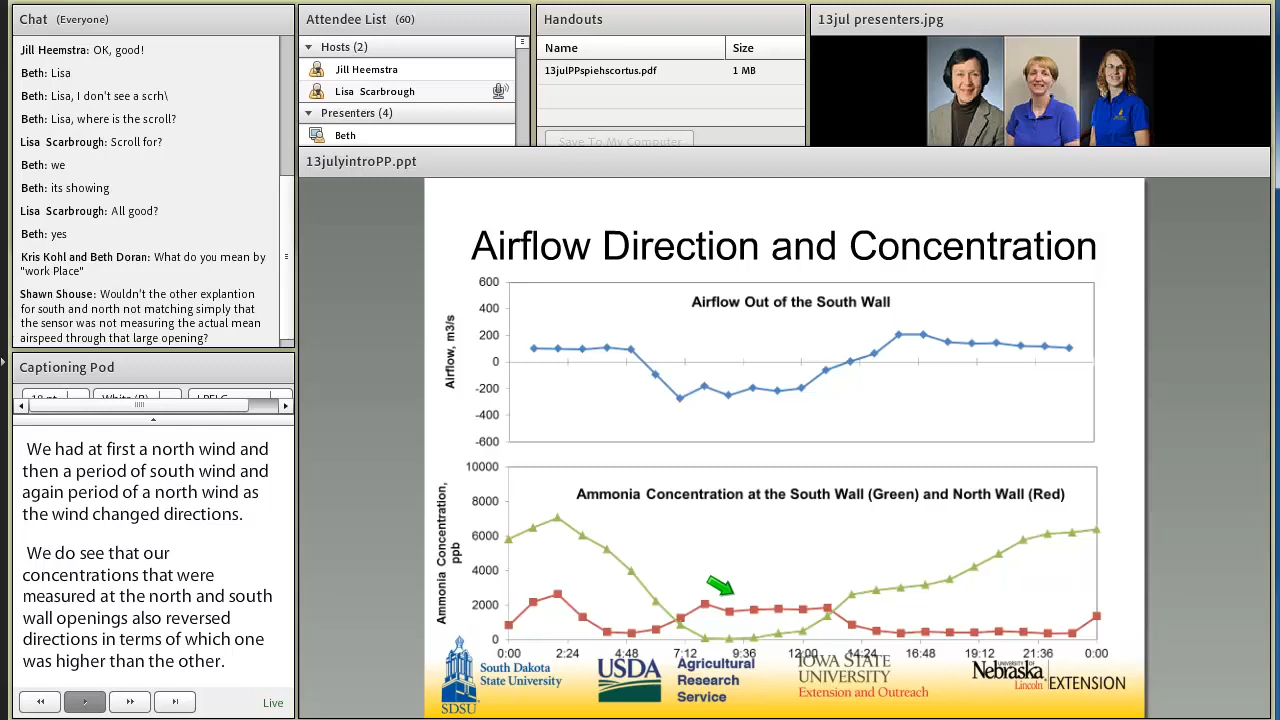 Chat (Everyone)
Jill Heemstra: OK, good!
Beth: Lisa
Beth: Lisa, I don't see a scrh\
Beth: Lisa, where is the scroll?
Lisa Scarbrough: Scroll for?
Beth: we
Beth: its showing
Lisa Scarbrough: All good?
Beth: yes
Kris Kohl and Beth Doran: What do you mean by
"work Place"
Shawn Shouse: Wouldn't the other explantion
for south and north not matching simply that
the sensor was not measuring the actual mean
airspeed through that large opening?
Captioning Pod
We had at first a north wind and
then a period of south wind and
again period of a north wind as
the wind changed directions.
We do see that our
concentrations that were
measured at the north and south
wall openings also reversed
directions in terms of which one
was higher than the other.
Live
Attendee List (60)
Hosts (2)
Jill Heemstra
Lisa Scarbrough
Presenters (4)
Beth
Handouts
Name Size
13julPPspiehscortus.pdf 1 MB
Save To My Computer
13jul presenters.jpg
13julyintroPP.ppt
Airflow Direction and Concentration
Airflow Out of the South Wall
Airflow, m3/s
600
400
200
0
-200
-400
-600
Ammonia Concentration at the South Wall (Green) and North Wall (Red)
Ammonia Concentration,
ppb
10000
8000
6000
4000
2000
0
0:00 2:24 4:48 7:12 9:36 12:00 14:24 16:48 19:12 21:36 0:00
SDSU
South Dakota
State University
USDA
Agricultural
Research
Service
IOWA STATE
UNIVERSITY
Extension and Outreach
UNIVERSITY OF
Nebraska
Lincoln
EXTENSION